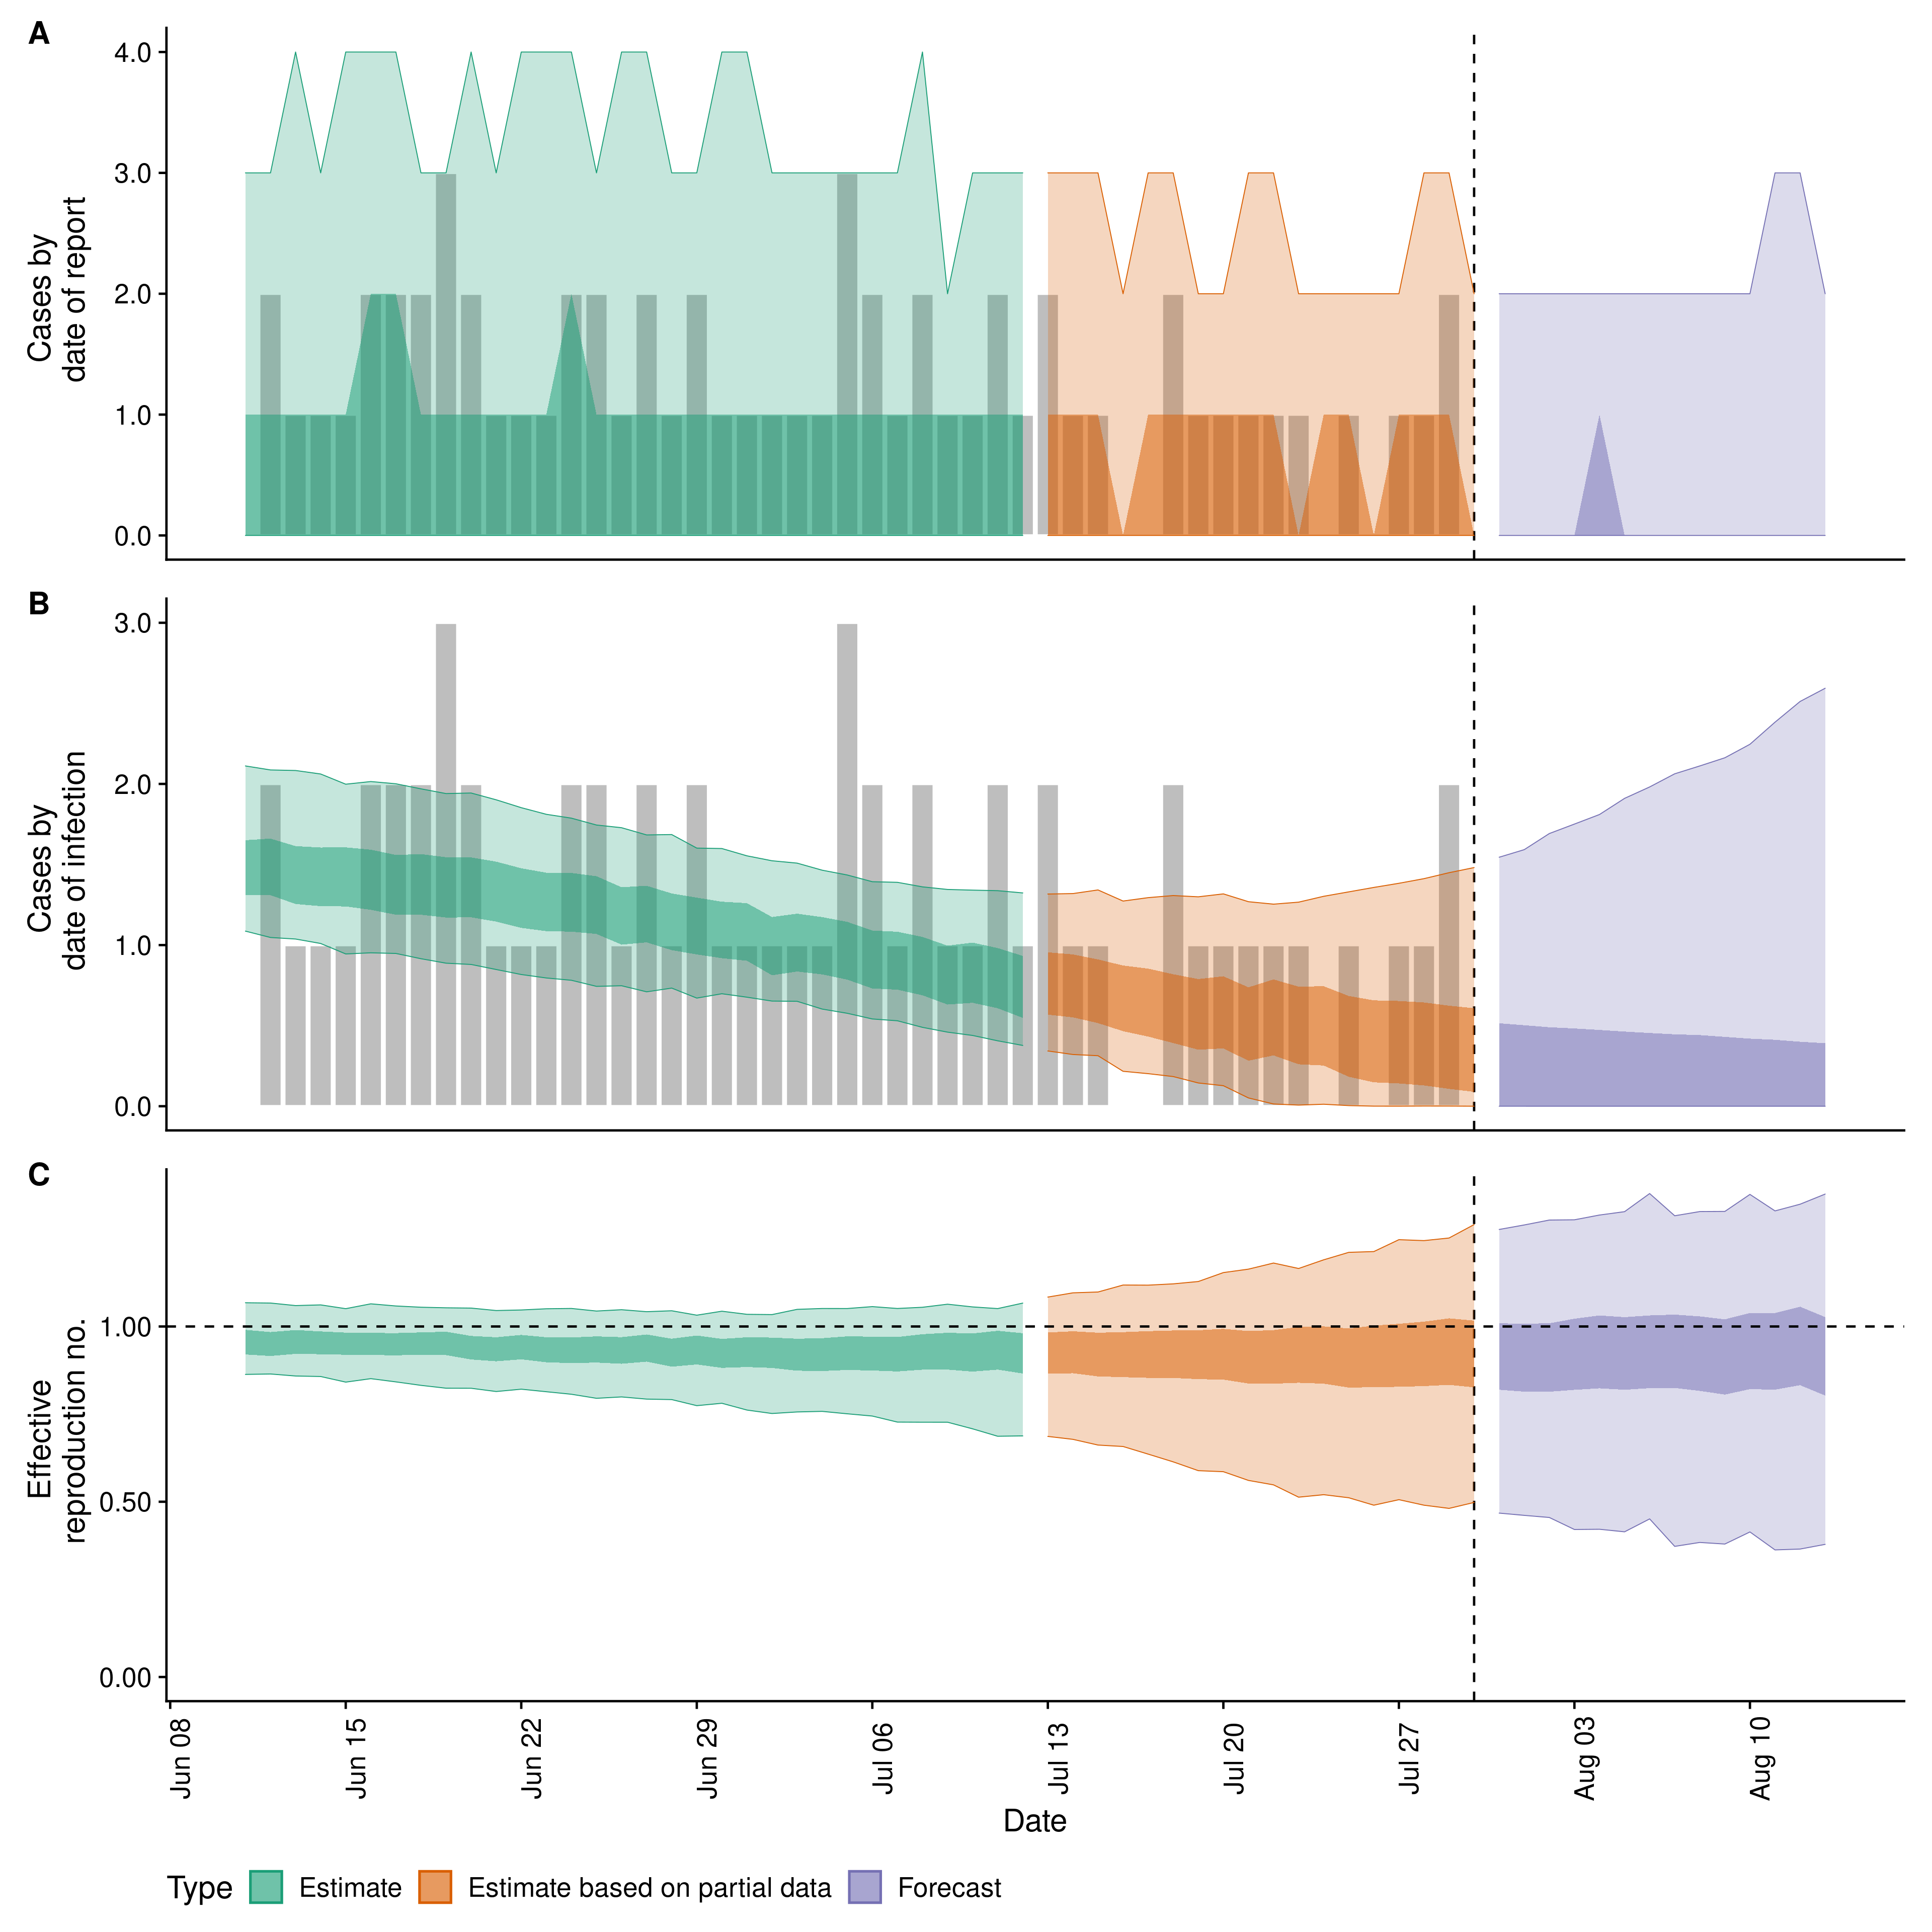 A
Cases by
date of report
4.0
3.0
2.0
1.0
0.0
B
Cases by
date of infection
3.0
2.0
1.0
0.0
C
Effective
reproduction no.
1.00
0.50
0.00
Jun 08
Jun 15
Jun 22
Jun 29
Jul 06
Jul 13
Jul 20
Jul 27
Aug 03
Aug 10
Date
Type
Estimate
Estimate based on partial data
Forecast